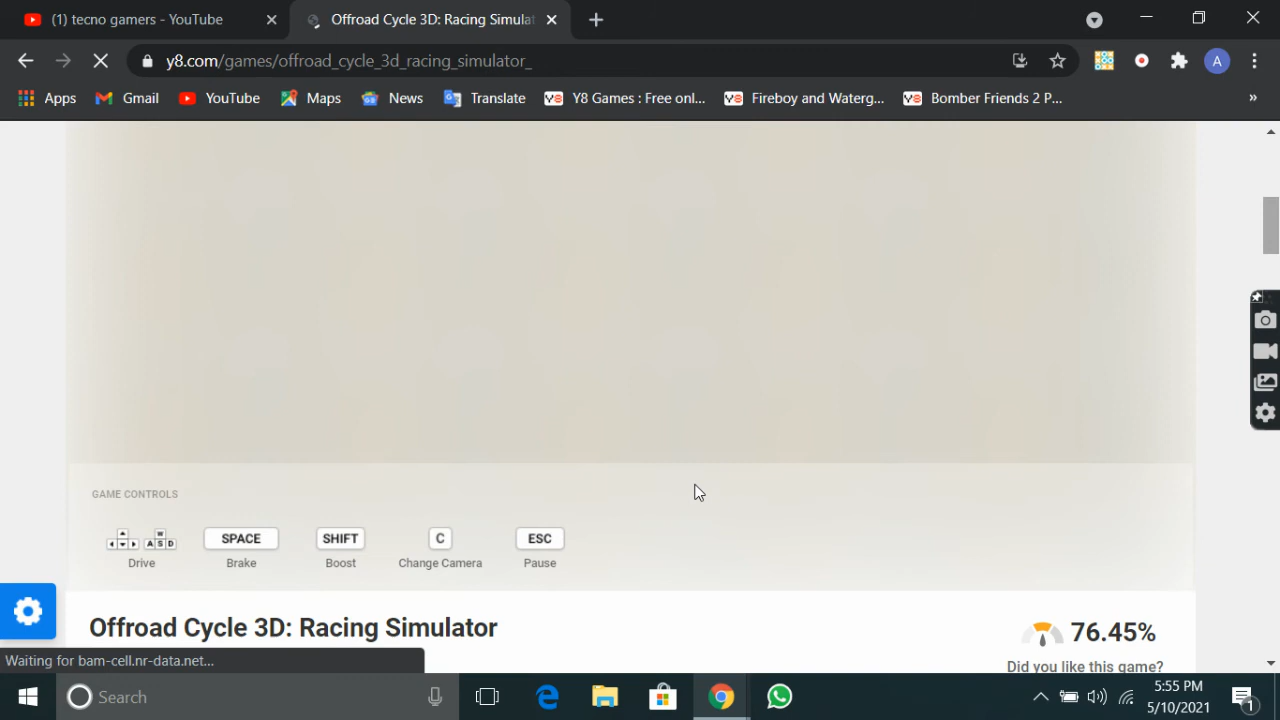 (1) tecno gamers - YouTube
Offroad Cycle 3D: Racing Simulat
y8.com/games/offroad_cycle_3d_racing_simulator_
A
Apps
Gmail
YouTube
Maps
News
Translate
Y8 Games : Free onl...
Fireboy and Waterg...
Bomber Friends 2 P...
»
GAME CONTROLS
W
A S D
SPACE
SHIFT
C
ESC
Drive
Brake
Boost
Change Camera
Pause
Offroad Cycle 3D: Racing Simulator
76.45%
Did you like this game?
Waiting for bam-cell.nr-data.net...
Search
5:55 PM
5/10/2021
1